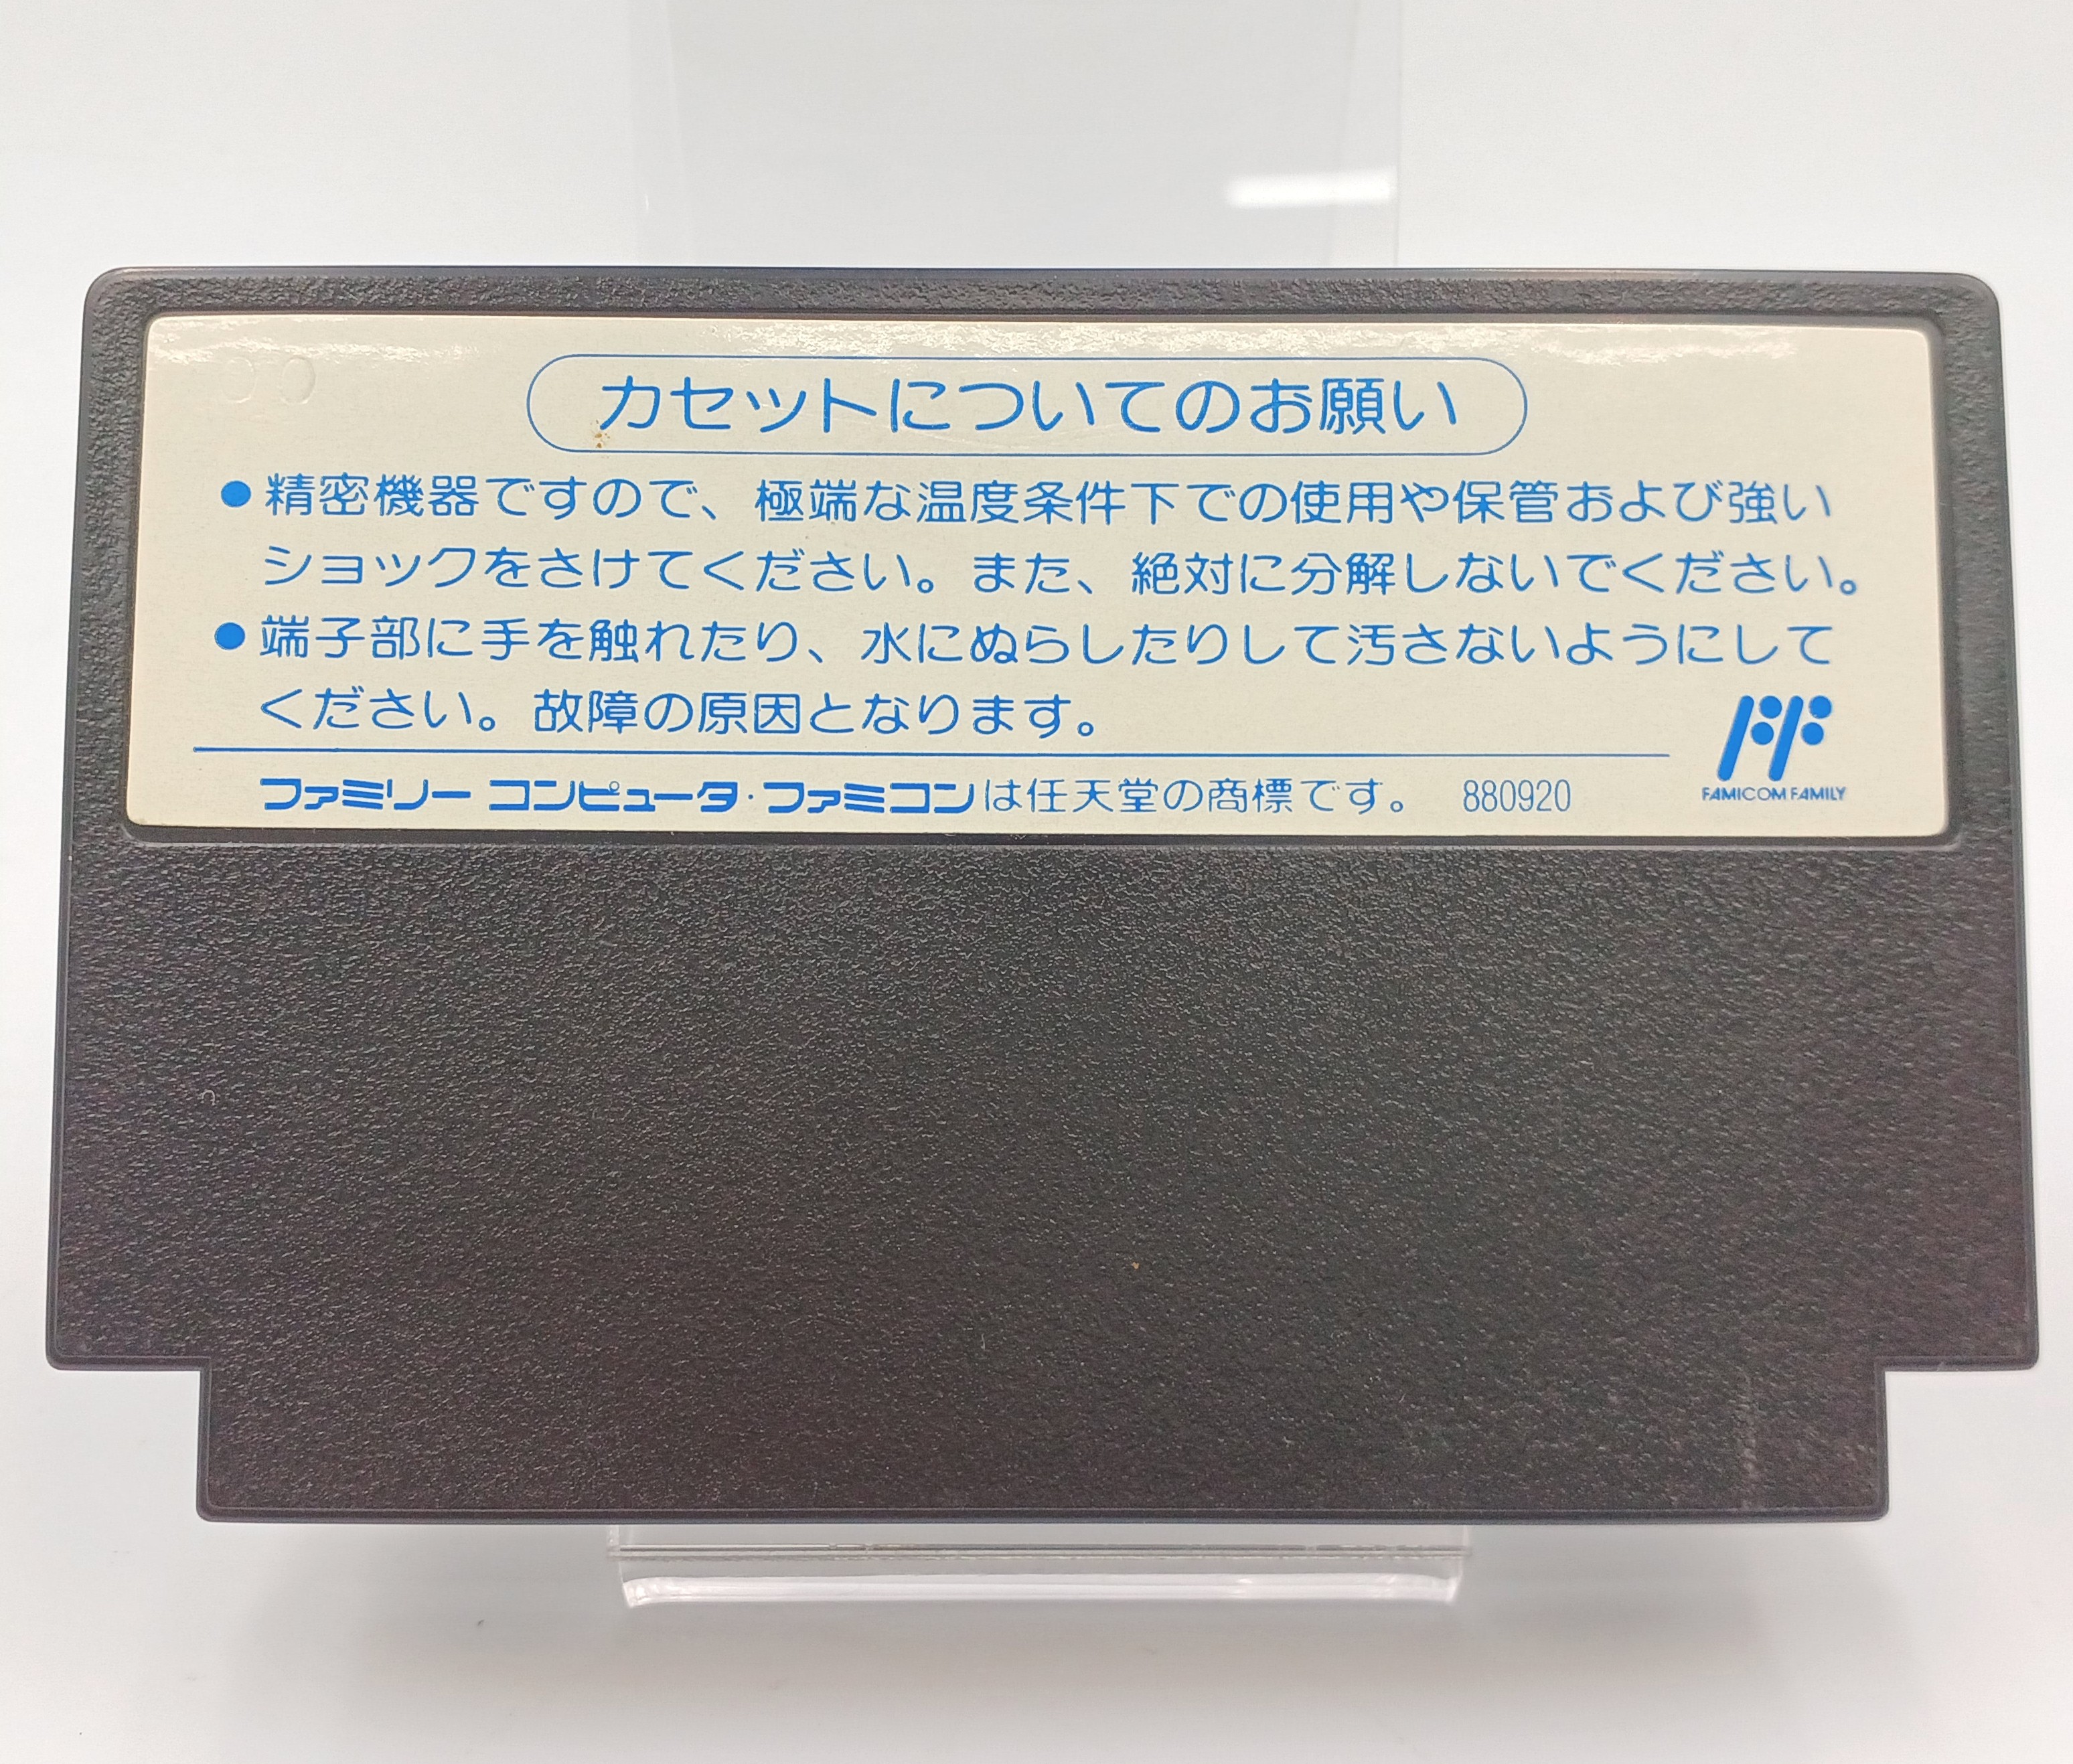 カセットについてのお願い
●精密機器ですので、極端な温度条件下での使用や保管および強い
ショックをさけてください。また、絶対に分解しないでください。
●端子部に手を触れたり、水にぬらしたりして汚さないようにして
ください。故障の原因となります。
ファミリー コンピュータ・ファミコンは任天堂の商標です。 880920
FAMICOM FAMILY